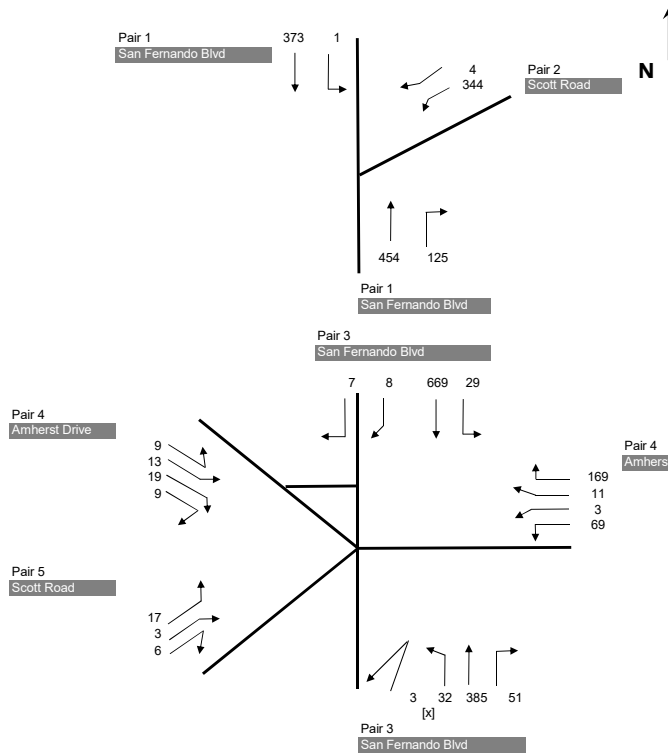 Pair 1 373 1
San Fernando Blvd
4
344
Pair 2
Scott Road
N
454 125
Pair 1
San Fernando Blvd
Pair 3
San Fernando Blvd
7 8 669 29
Pair 4
Amherst Drive
9
13
19
9
Pair 4
Amhers
169
11
3
69
Pair 5
Scott Road
17
3
6
3 32 385 51
[x]
Pair 3
San Fernando Blvd